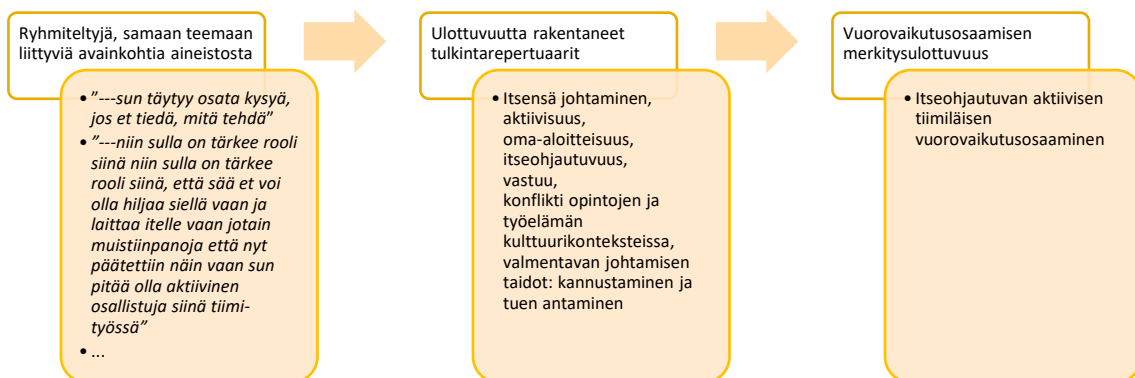 Ryhmiteltyjä, samaan teemaan
liittyviä avainkohtia aineistosta
• ”---sun täytyy osata kysyä,
jos et tiedä, mitä tehdä”
• ”---niin sulla on tärkee rooli
siinä niin sulla on tärkee
rooli siinä, että sää et voi
olla hiljaa siellä vaan ja
laittaa itelle vaan jotain
muistiinpanoja että nyt
päätettiin näin vaan sun
pitää olla aktiivinen
osallistuja siinä tiimi-
työssä”
• ...
Ulottuvuutta rakentaneet
tulkintarepertuaarit
• Itsensä johtaminen,
aktiivisuus,
oma-aloitteisuus,
itseohjautuvuus,
vastuu,
konflikti opintojen ja
työelämän
kulttuurikonteksteissa,
valmentavan johtamisen
taidot: kannustaminen ja
tuen antaminen
Vuorovaikutusosaamisen
merkitysulottuvuus
• Itseohjautuvan aktiivisen
tiimiläisen
vuorovaikutusosaaminen